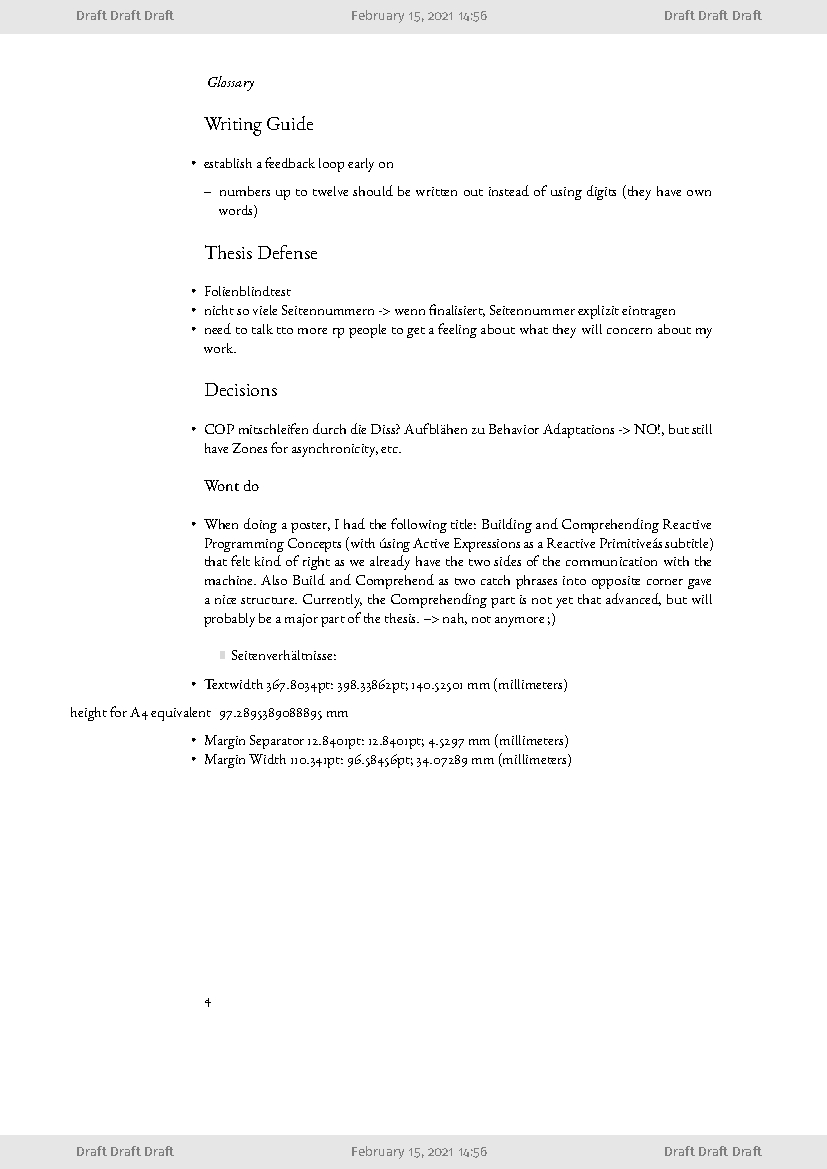 Draft Draft Draft February 15, 2021 14:56 Draft Draft Draft
Glossary
Writing Guide
• establish a feedback loop early on
– numbers up to twelve should be written out instead of using digits (they have own
words)
Thesis Defense
• Folienblindtest
• nicht so viele Seitennummern -> wenn finalisiert, Seitennummer explizit eintragen
• need to talk tto more rp people to get a feeling about what they will concern about my
work.
Decisions
• COP mitschleifen durch die Diss? Aufblähen zu Behavior Adaptations -> NO!, but still
have Zones for asynchronicity, etc.
Wont do
• When doing a poster, I had the following title: Building and Comprehending Reactive
Programming Concepts (with úsing Active Expressions as a Reactive Primitiveás subtitle)
that felt kind of right as we already have the two sides of the communication with the
machine. Also Build and Comprehend as two catch phrases into opposite corner gave
a nice structure. Currently, the Comprehending part is not yet that advanced, but will
probably be a major part of the thesis. –> nah, not anymore ;)
Seitenverhältnisse:
• Textwidth 367.8034pt: 398.33862pt; 140.52501 mm (millimeters)
height for A4 equivalent 97.2895389088895 mm
• Margin Separator 12.8401pt: 12.8401pt; 4.5297 mm (millimeters)
• Margin Width 110.341pt: 96.58456pt; 34.07289 mm (millimeters)
4
Draft Draft Draft February 15, 2021 14:56 Draft Draft Draft